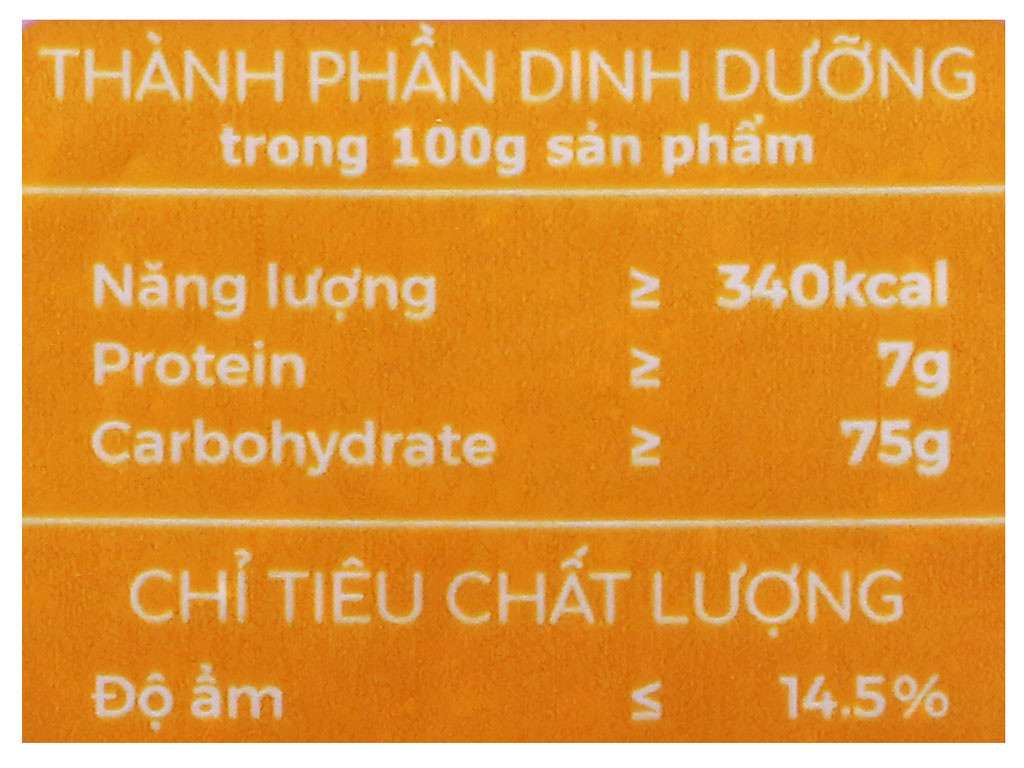 THÀNH PHẦN DINH DƯỠNG
trong 100g sản phẩm
Năng lượng ≥ 340kcal
Protein ≥ 7g
Carbohydrate ≥ 75g
CHỈ TIÊU CHẤT LƯỢNG
Độ ẩm ≤ 14.5%